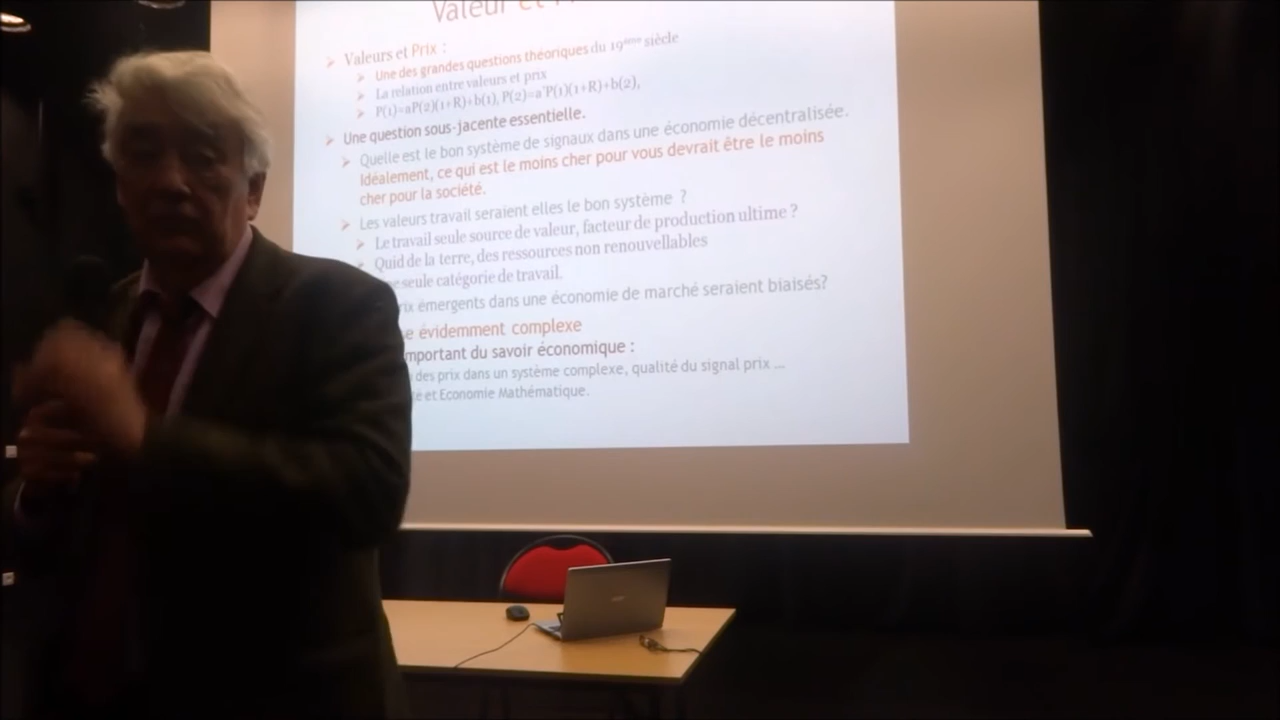 Valeur et
Valeurs et Prix :
Une des grandes questions théoriques du 19ème siècle
La relation entre valeurs et prix
P(1)=aP(2)(1+R)+b(1), P(2)=a'P(1)(1+R)+b(2),
Une question sous-jacente essentielle.
Quelle est le bon système de signaux dans une économie décentralisée.
Idéalement, ce qui est le moins cher pour vous devrait être le moins
cher pour la société.
Les valeurs travail seraient elles le bon système ?
Le travail seule source de valeur, facteur de production ultime ?
Quid de la terre, des ressources non renouvellables
seule catégorie de travail.
émergents dans une économie de marché seraient biaisés?
évidemment complexe
important du savoir économique :
des prix dans un système complexe, qualité du signal prix ...
et Economie Mathématique.
acer